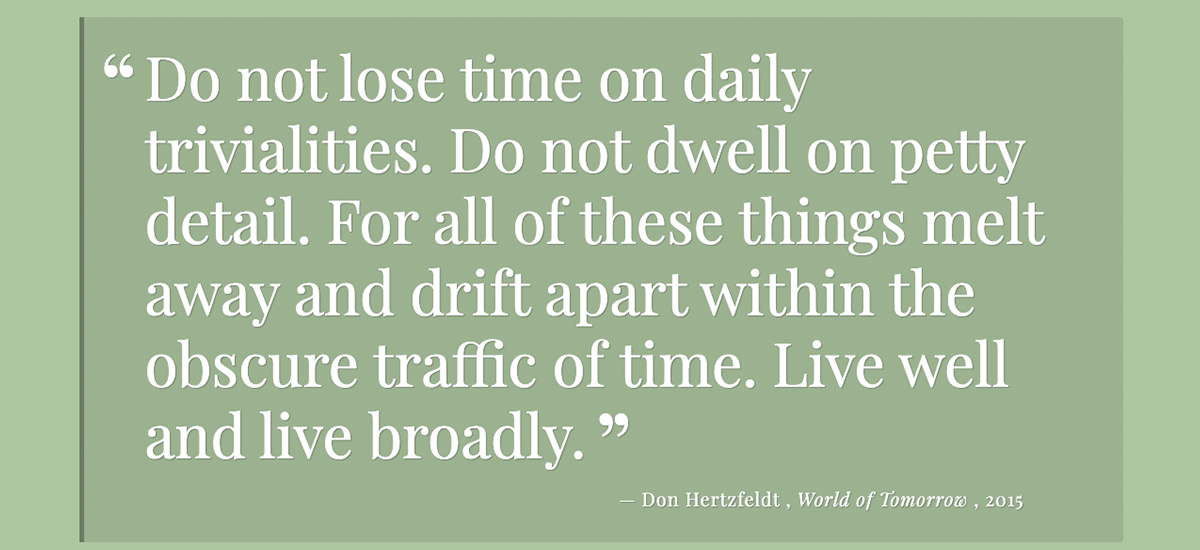 “ Do not lose time on daily
trivialities. Do not dwell on petty
detail. For all of these things melt
away and drift apart within the
obscure traffic of time. Live well
and live broadly. ”
— Don Hertzfeldt , World of Tomorrow , 2015